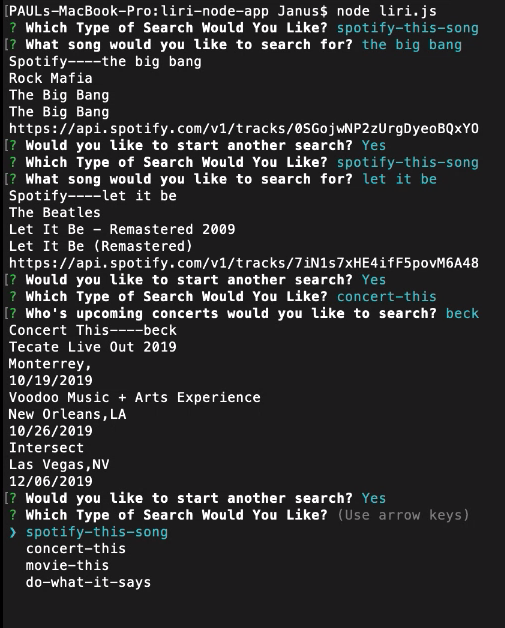 [PAULs-MacBook-Pro:liri-node-app Janus$ node liri.js
? Which Type of Search Would You Like? spotify-this-song
[? What song would you like to search for? the big bang
Spotify----the big bang
Rock Mafia
The Big Bang
The Big Bang
https://api.spotify.com/v1/tracks/0SGojwNP2zUrgDyeoBQxYO
[? Would you like to start another search? Yes
? Which Type of Search Would You Like? spotify-this-song
[? What song would you like to search for? let it be
Spotify----let it be
The Beatles
Let It Be - Remastered 2009
Let It Be (Remastered)
https://api.spotify.com/v1/tracks/7iN1s7xHE4ifF5povM6A48
[? Would you like to start another search? Yes
? Which Type of Search Would You Like? concert-this
[? Who's upcoming concerts would you like to search? beck
Concert This----beck
Tecate Live Out 2019
Monterrey,
10/19/2019
Voodoo Music + Arts Experience
New Orleans,LA
10/26/2019
Intersect
Las Vegas,NV
12/06/2019
[? Would you like to start another search? Yes
? Which Type of Search Would You Like? (Use arrow keys)
❯ spotify-this-song
concert-this
movie-this
do-what-it-says